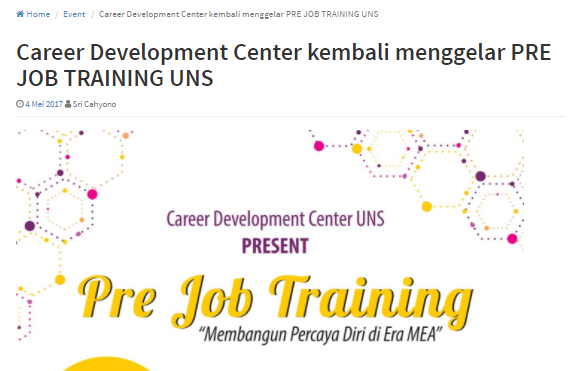 Home / Event / Career Development Center kembali menggelar PRE JOB TRAINING UNS
Career Development Center kembali menggelar PRE
JOB TRAINING UNS
4 Mei 2017 Sri Cahyono
Career Development Center UNS
PRESENT
Pre Job Training
"Membangun Percaya Diri di Era MEA"